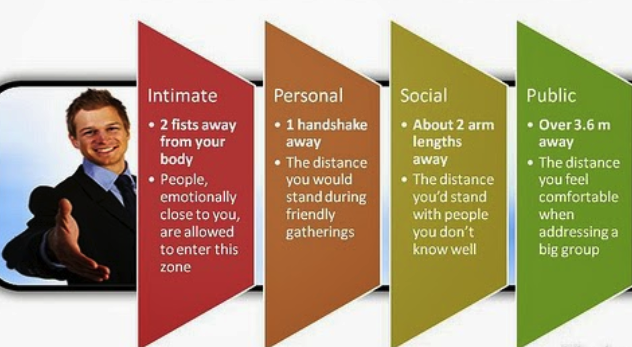 Intimate
• 2 fists away
from your
body
• People,
emotionally
close to you,
are allowed
to enter this
zone
Personal
• 1 handshake
away
• The distance
you would
stand during
friendly
gatherings
Social
• About 2 arm
lengths
away
• The distance
you'd stand
with people
you don't
know well
Public
• Over 3.6 m
away
• The distance
you feel
comfortable
when
addressing a
big group